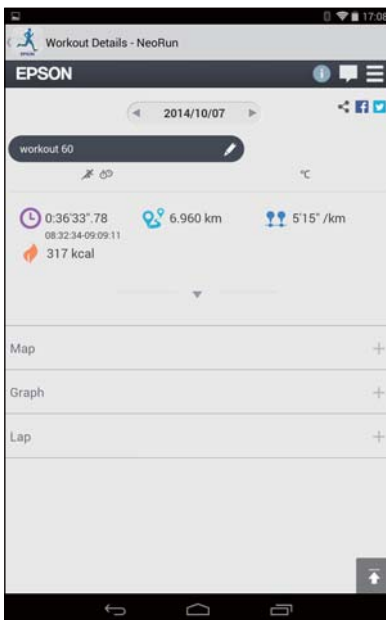 17:08
Workout Details - NeoRun
EPSON
2014/10/07
workout 60
°C
0:36'33".78
6.960 km
5'15" /km
08:32:34-09:09:11
317 kcal
Map
Graph
Lap